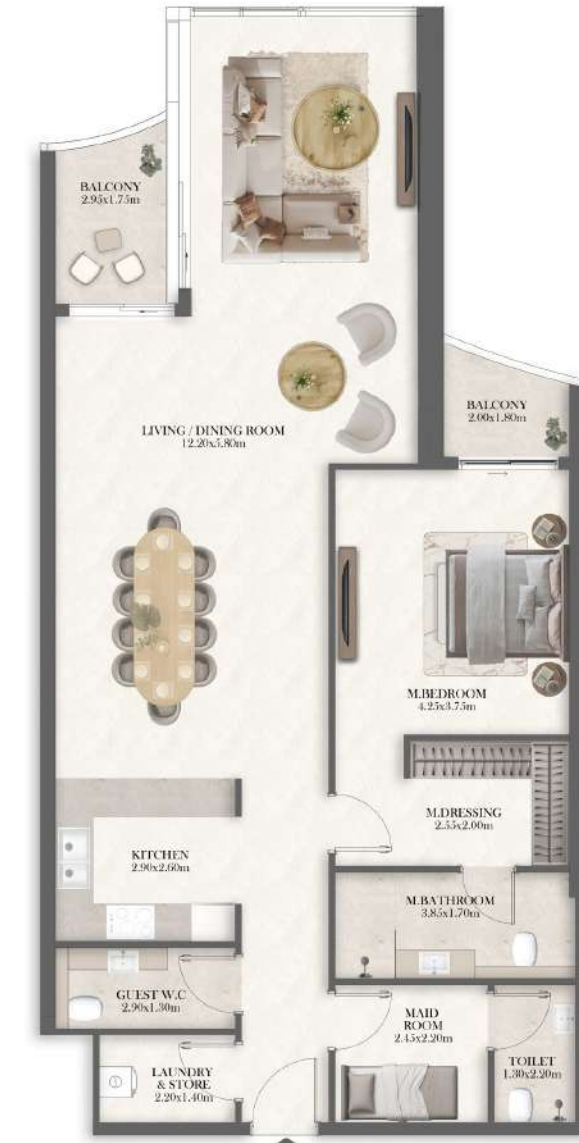 BALCONY
2.95x1.75m
BALCONY
2.00x1.80m
LIVING / DINING ROOM
12.20x5.80m
M.BEDROOM
4.25x3.75m
M.DRESSING
2.55x2.00m
KITCHEN
2.90x2.60m
M.BATHROOM
3.85x1.70m
GUEST W.C
2.90x1.30m
MAID
ROOM
2.45x2.20m
TOILET
1.30x2.20m
LAUNDRY
& STORE
2.20x1.40m